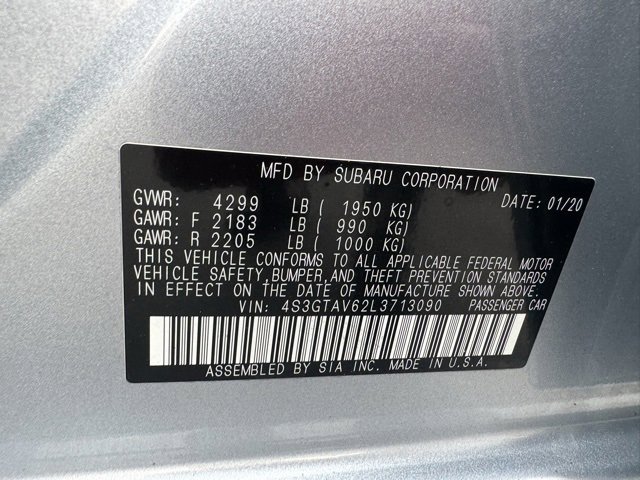 MFD BY SUBARU CORPORATION
GVWR: 4299 LB ( 1950 KG) DATE: 01/20
GAWR: F 2183 LB ( 990 KG)
GAWR: R 2205 LB ( 1000 KG)
THIS VEHICLE CONFORMS TO ALL APPLICABLE FEDERAL MOTOR
VEHICLE SAFETY, BUMPER, AND THEFT PREVENTION STANDARDS
IN EFFECT ON THE DATE OF MANUFACTURE SHOWN ABOVE.
VIN: 4S3GTAV62L3713090 PASSENGER CAR
ASSEMBLED BY SIA INC. MADE IN U.S.A.